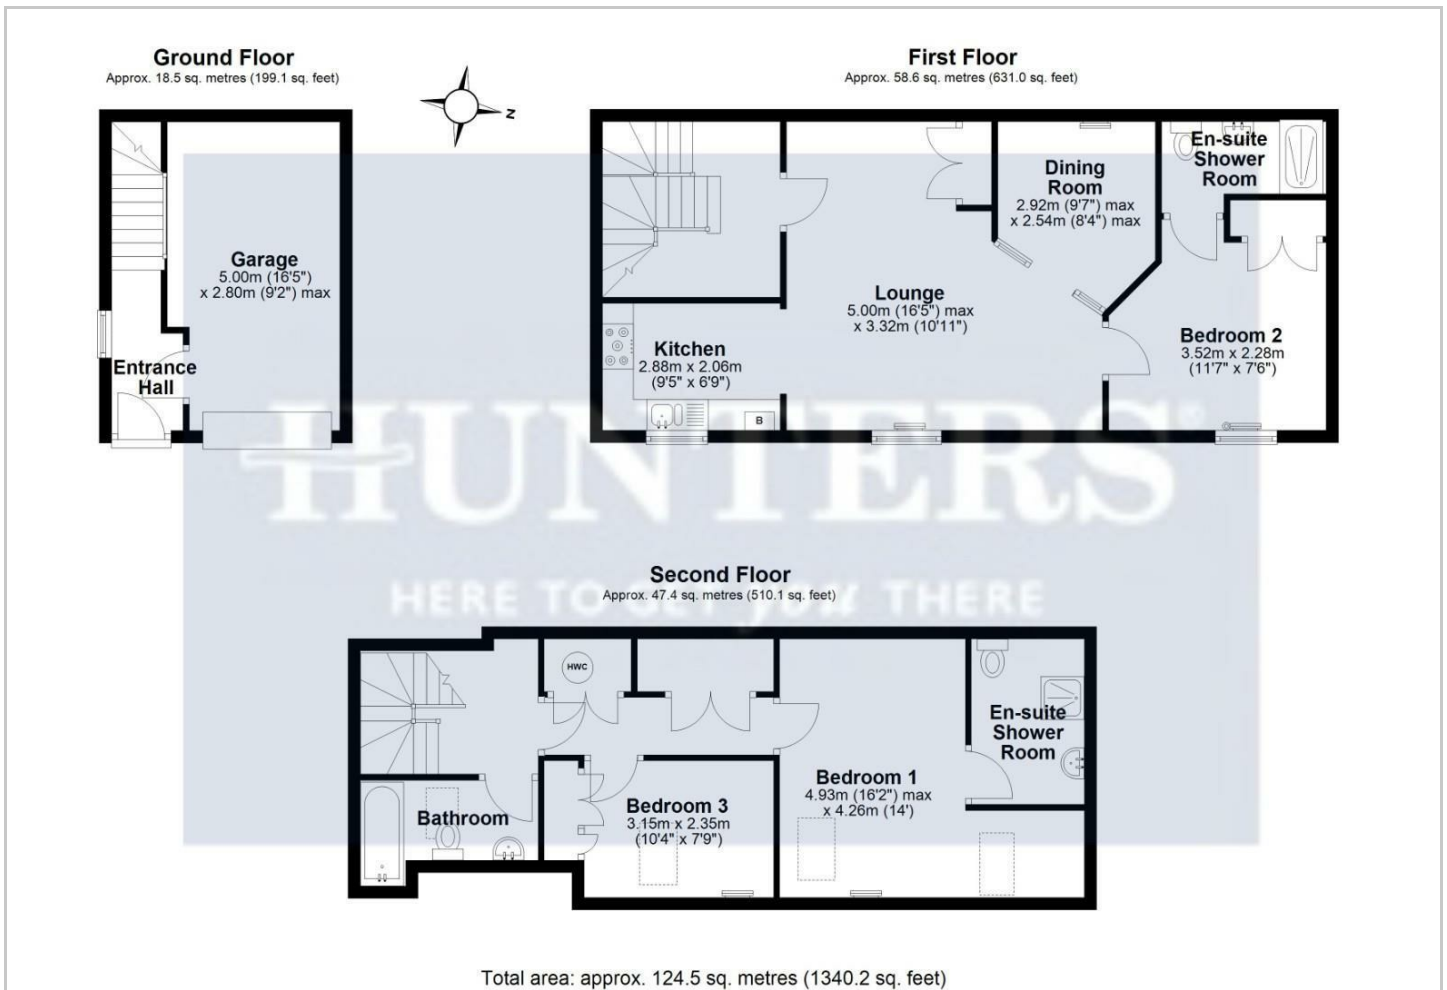 Ground Floor
Approx. 18.5 sq. metres (199.1 sq. feet)
First Floor
Approx. 58.6 sq. metres (631.0 sq. feet)
Z
Garage
5.00m (16'5")
x 2.80m (9'2") max
Entrance
Hall
Kitchen
2.88m x 2.06m
(9'5" x 6'9")
B
Lounge
5.00m (16'5") max
x 3.32m (10'11")
Dining
Room
2.92m (9'7") max
x 2.54m (8'4") max
En-suite
Shower
Room
Bedroom 2
3.52m x 2.28m
(11'7" x 7'6")
HUNTERS®
HERE TO GET you THERE
Second Floor
Approx. 47.4 sq. metres (510.1 sq. feet)
HWC
Bathroom
Bedroom 3
3.15m x 2.35m
(10'4" x 7'9")
Bedroom 1
4.93m (16'2") max
x 4.26m (14')
En-suite
Shower
Room
Total area: approx. 124.5 sq. metres (1340.2 sq. feet)